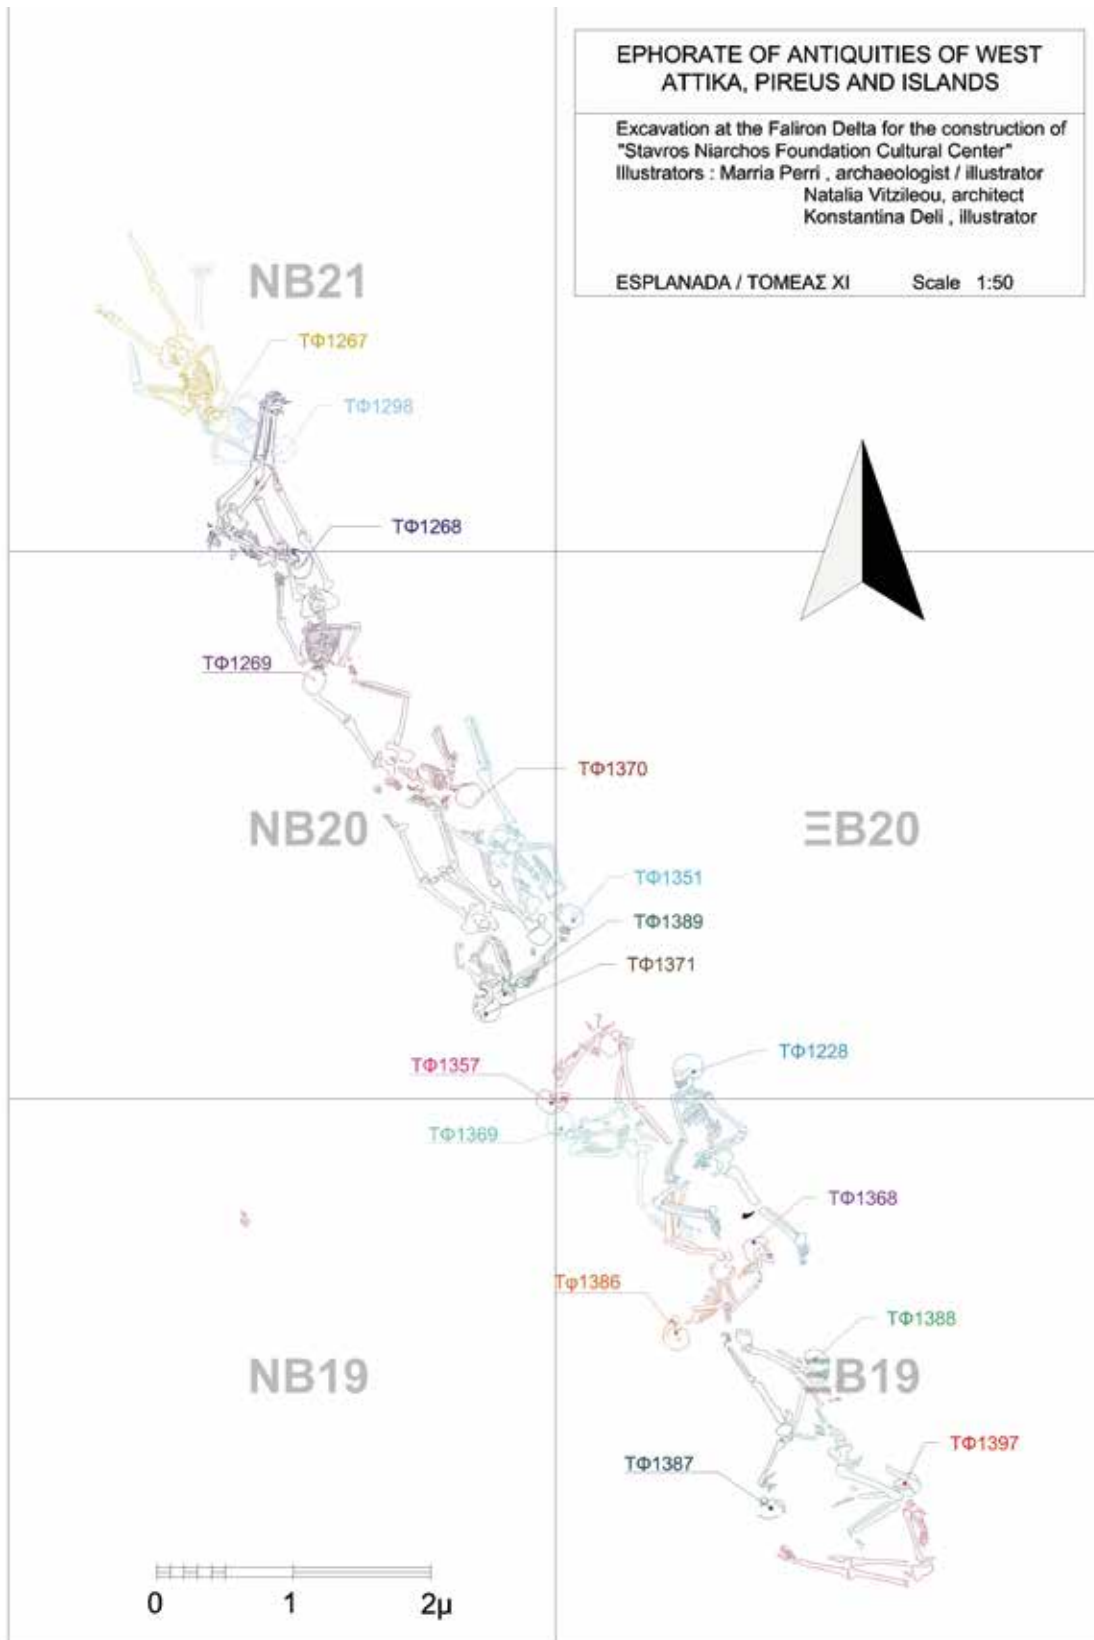 EPHORATE OF ANTIQUITIES OF WEST
ATTIKA, PIREUS AND ISLANDS
Excavation at the Faliron Delta for the construction of
"Stavros Niarchos Foundation Cultural Center"
Illustrators : Marria Perri , archaeologist / illustrator
Natalia Vitzileou, architect
Konstantina Deli , illustrator
ESPLANADA / ΤΟΜΕΑΣ XI Scale 1:50
NB21
ΤΦ1267
ΤΦ1298
ΤΦ1268
ΤΦ1269
ΤΦ1370
NB20 ΞB20
ΤΦ1351
ΤΦ1389
ΤΦ1371
ΤΦ1228
ΤΦ1357
ΤΦ1369
ΤΦ1368
Τφ1386
ΤΦ1388
NB19 ΞB19
ΤΦ1397
ΤΦ1387
0 1 2μ